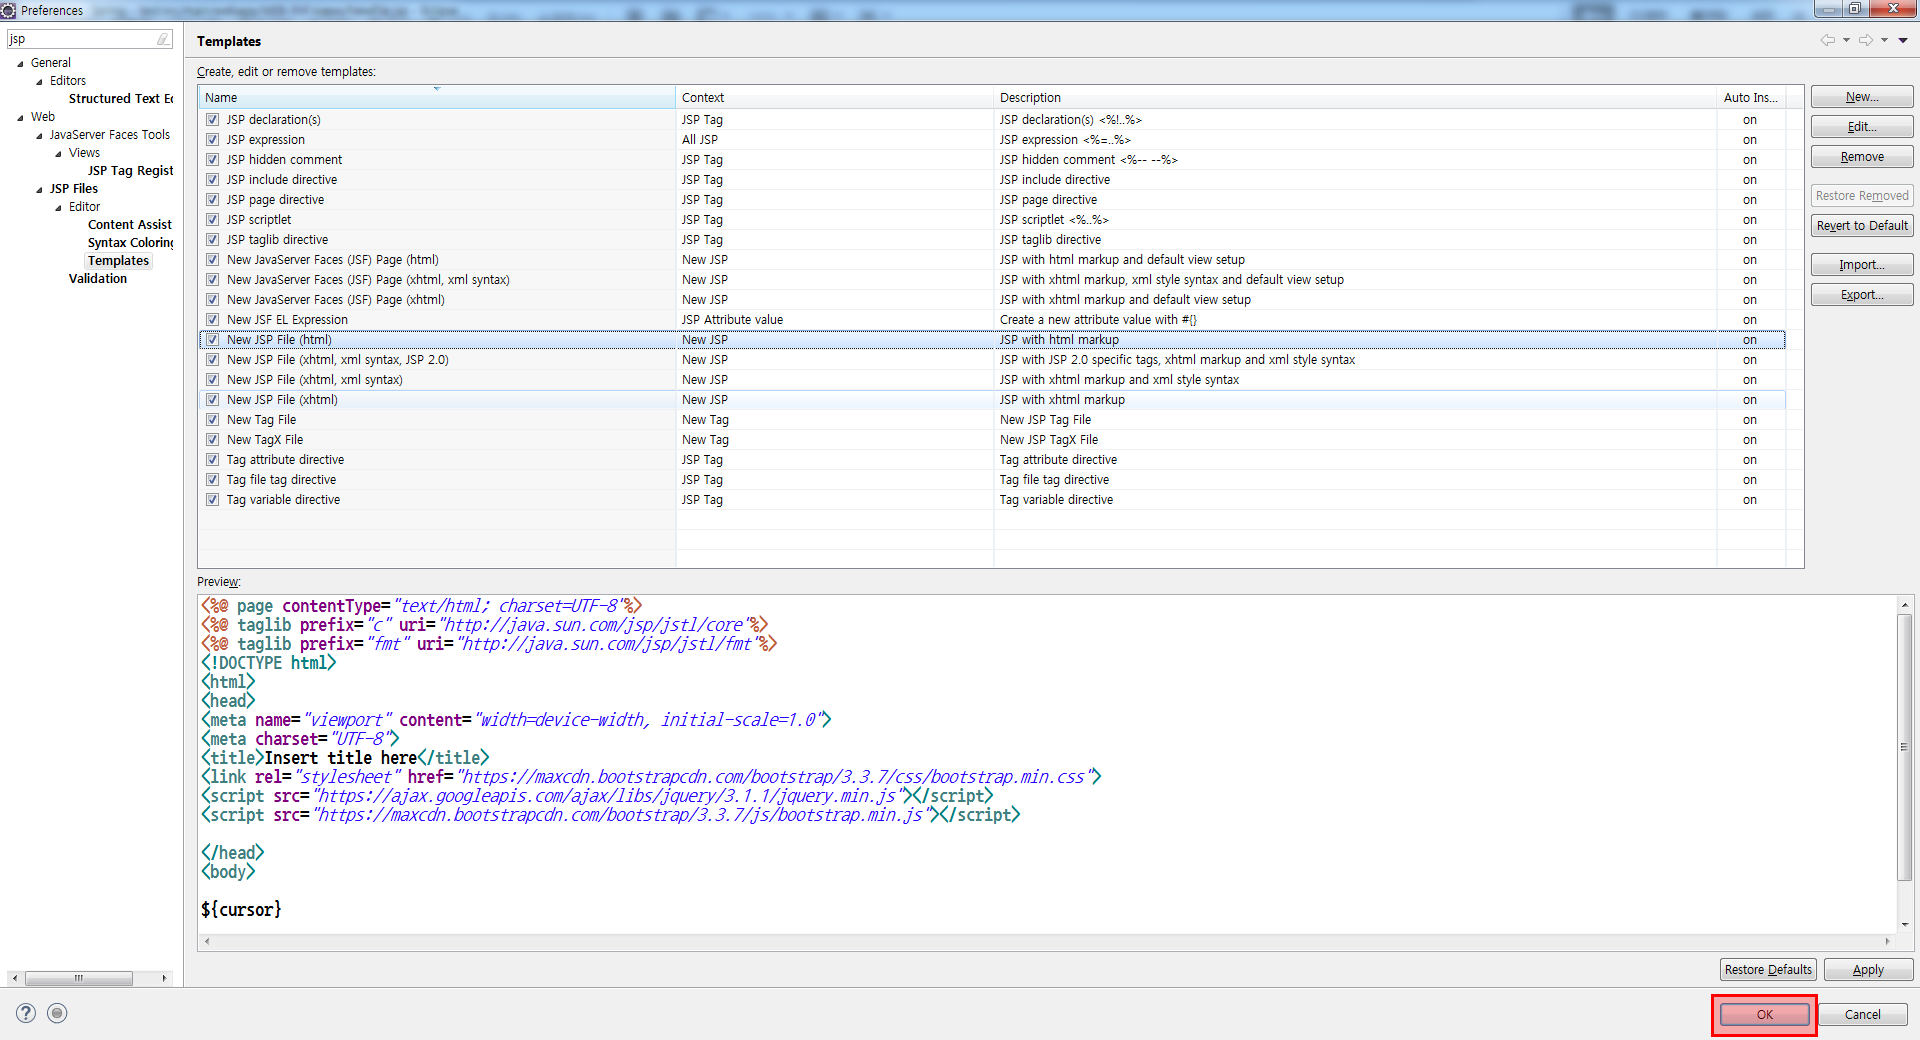 Preferences
jsp
General
Editors
Structured Text Ec
Web
JavaServer Faces Tools
Views
JSP Tag Regist
JSP Files
Editor
Content Assist
Syntax Coloring
Templates
Validation
Templates
Create, edit or remove templates:
Name Context Description Auto Ins...
JSP declaration(s) JSP Tag JSP declaration(s) <%!..%> on
JSP expression All JSP JSP expression <%=..%> on
JSP hidden comment JSP Tag JSP hidden comment <%-- --%> on
JSP include directive JSP Tag JSP include directive on
JSP page directive JSP Tag JSP page directive on
JSP scriptlet JSP Tag JSP scriptlet <%..%> on
JSP taglib directive JSP Tag JSP taglib directive on
New JavaServer Faces (JSF) Page (html) New JSP JSP with html markup and default view setup on
New JavaServer Faces (JSF) Page (xhtml, xml syntax) New JSP JSP with xhtml markup, xml style syntax and default view setup on
New JavaServer Faces (JSF) Page (xhtml) New JSP JSP with xhtml markup and default view setup on
New JSF EL Expression JSP Attribute value Create a new attribute value with #{} on
New JSP File (html) New JSP JSP with html markup on
New JSP File (xhtml, xml syntax, JSP 2.0) New JSP JSP with JSP 2.0 specific tags, xhtml markup and xml style syntax on
New JSP File (xhtml, xml syntax) New JSP JSP with xhtml markup and xml style syntax on
New JSP File (xhtml) New JSP JSP with xhtml markup on
New Tag File New Tag New JSP Tag File on
New TagX File New Tag New JSP TagX File on
Tag attribute directive JSP Tag Tag attribute directive on
Tag file tag directive JSP Tag Tag file tag directive on
Tag variable directive JSP Tag Tag variable directive on
New...
Edit...
Remove
Restore Removed
Revert to Default
Import...
Export...
Preview:
<%@ page contentType="text/html; charset=UTF-8"%>
<%@ taglib prefix="c" uri="http://java.sun.com/jsp/jstl/core"%>
<%@ taglib prefix="fmt" uri="http://java.sun.com/jsp/jstl/fmt"%>
<!DOCTYPE html>
<html>
<head>
<meta name="viewport" content="width=device-width, initial-scale=1.0">
<meta charset="UTF-8">
<title>Insert title here</title>
<link rel="stylesheet" href="https://maxcdn.bootstrapcdn.com/bootstrap/3.3.7/css/bootstrap.min.css">
<script src="https://ajax.googleapis.com/ajax/libs/jquery/3.1.1/jquery.min.js"></script>
<script src="https://maxcdn.bootstrapcdn.com/bootstrap/3.3.7/js/bootstrap.min.js"></script>
</head>
<body>
${cursor}
Restore Defaults Apply
OK Cancel